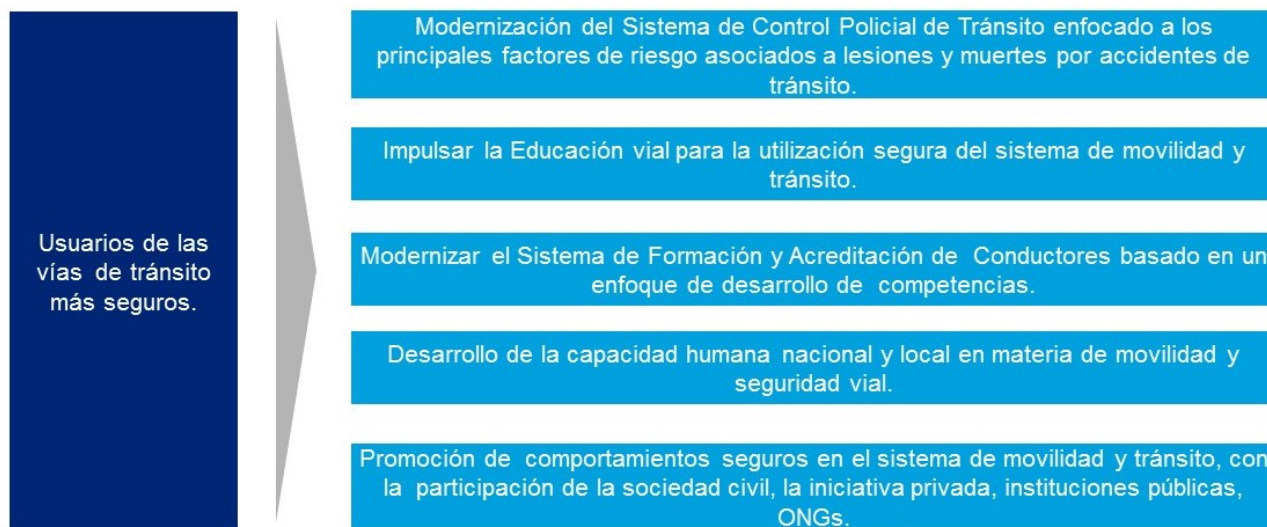 Usuarios de las
vías de tránsito
más seguros.
Modernización del Sistema de Control Policial de Tránsito enfocado a los
principales factores de riesgo asociados a lesiones y muertes por accidentes de
tránsito.
Impulsar la Educación vial para la utilización segura del sistema de movilidad y
tránsito.
Modernizar el Sistema de Formación y Acreditación de Conductores basado en un
enfoque de desarrollo de competencias.
Desarrollo de la capacidad humana nacional y local en materia de movilidad y
seguridad vial.
Promoción de comportamientos seguros en el sistema de movilidad y tránsito, con
la participación de la sociedad civil, la iniciativa privada, instituciones públicas,
ONGs.